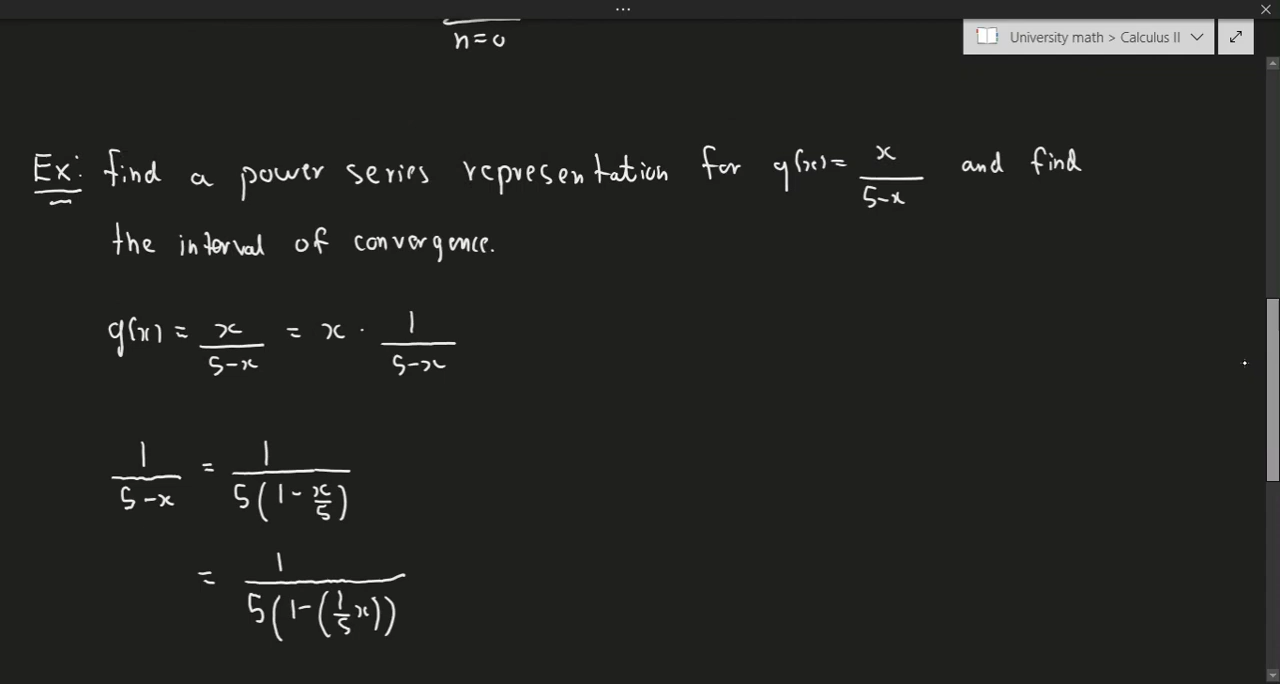 ...
University math > Calculus II
n=0
Ex: find a power series representation for g(x)= x/(5-x) and find
the interval of convergence.
g(x) = x/(5-x) = x · 1/(5-x)
1/(5-x) = 1/(5(1-x/5))
= 1/(5(1-(1/5 x)))